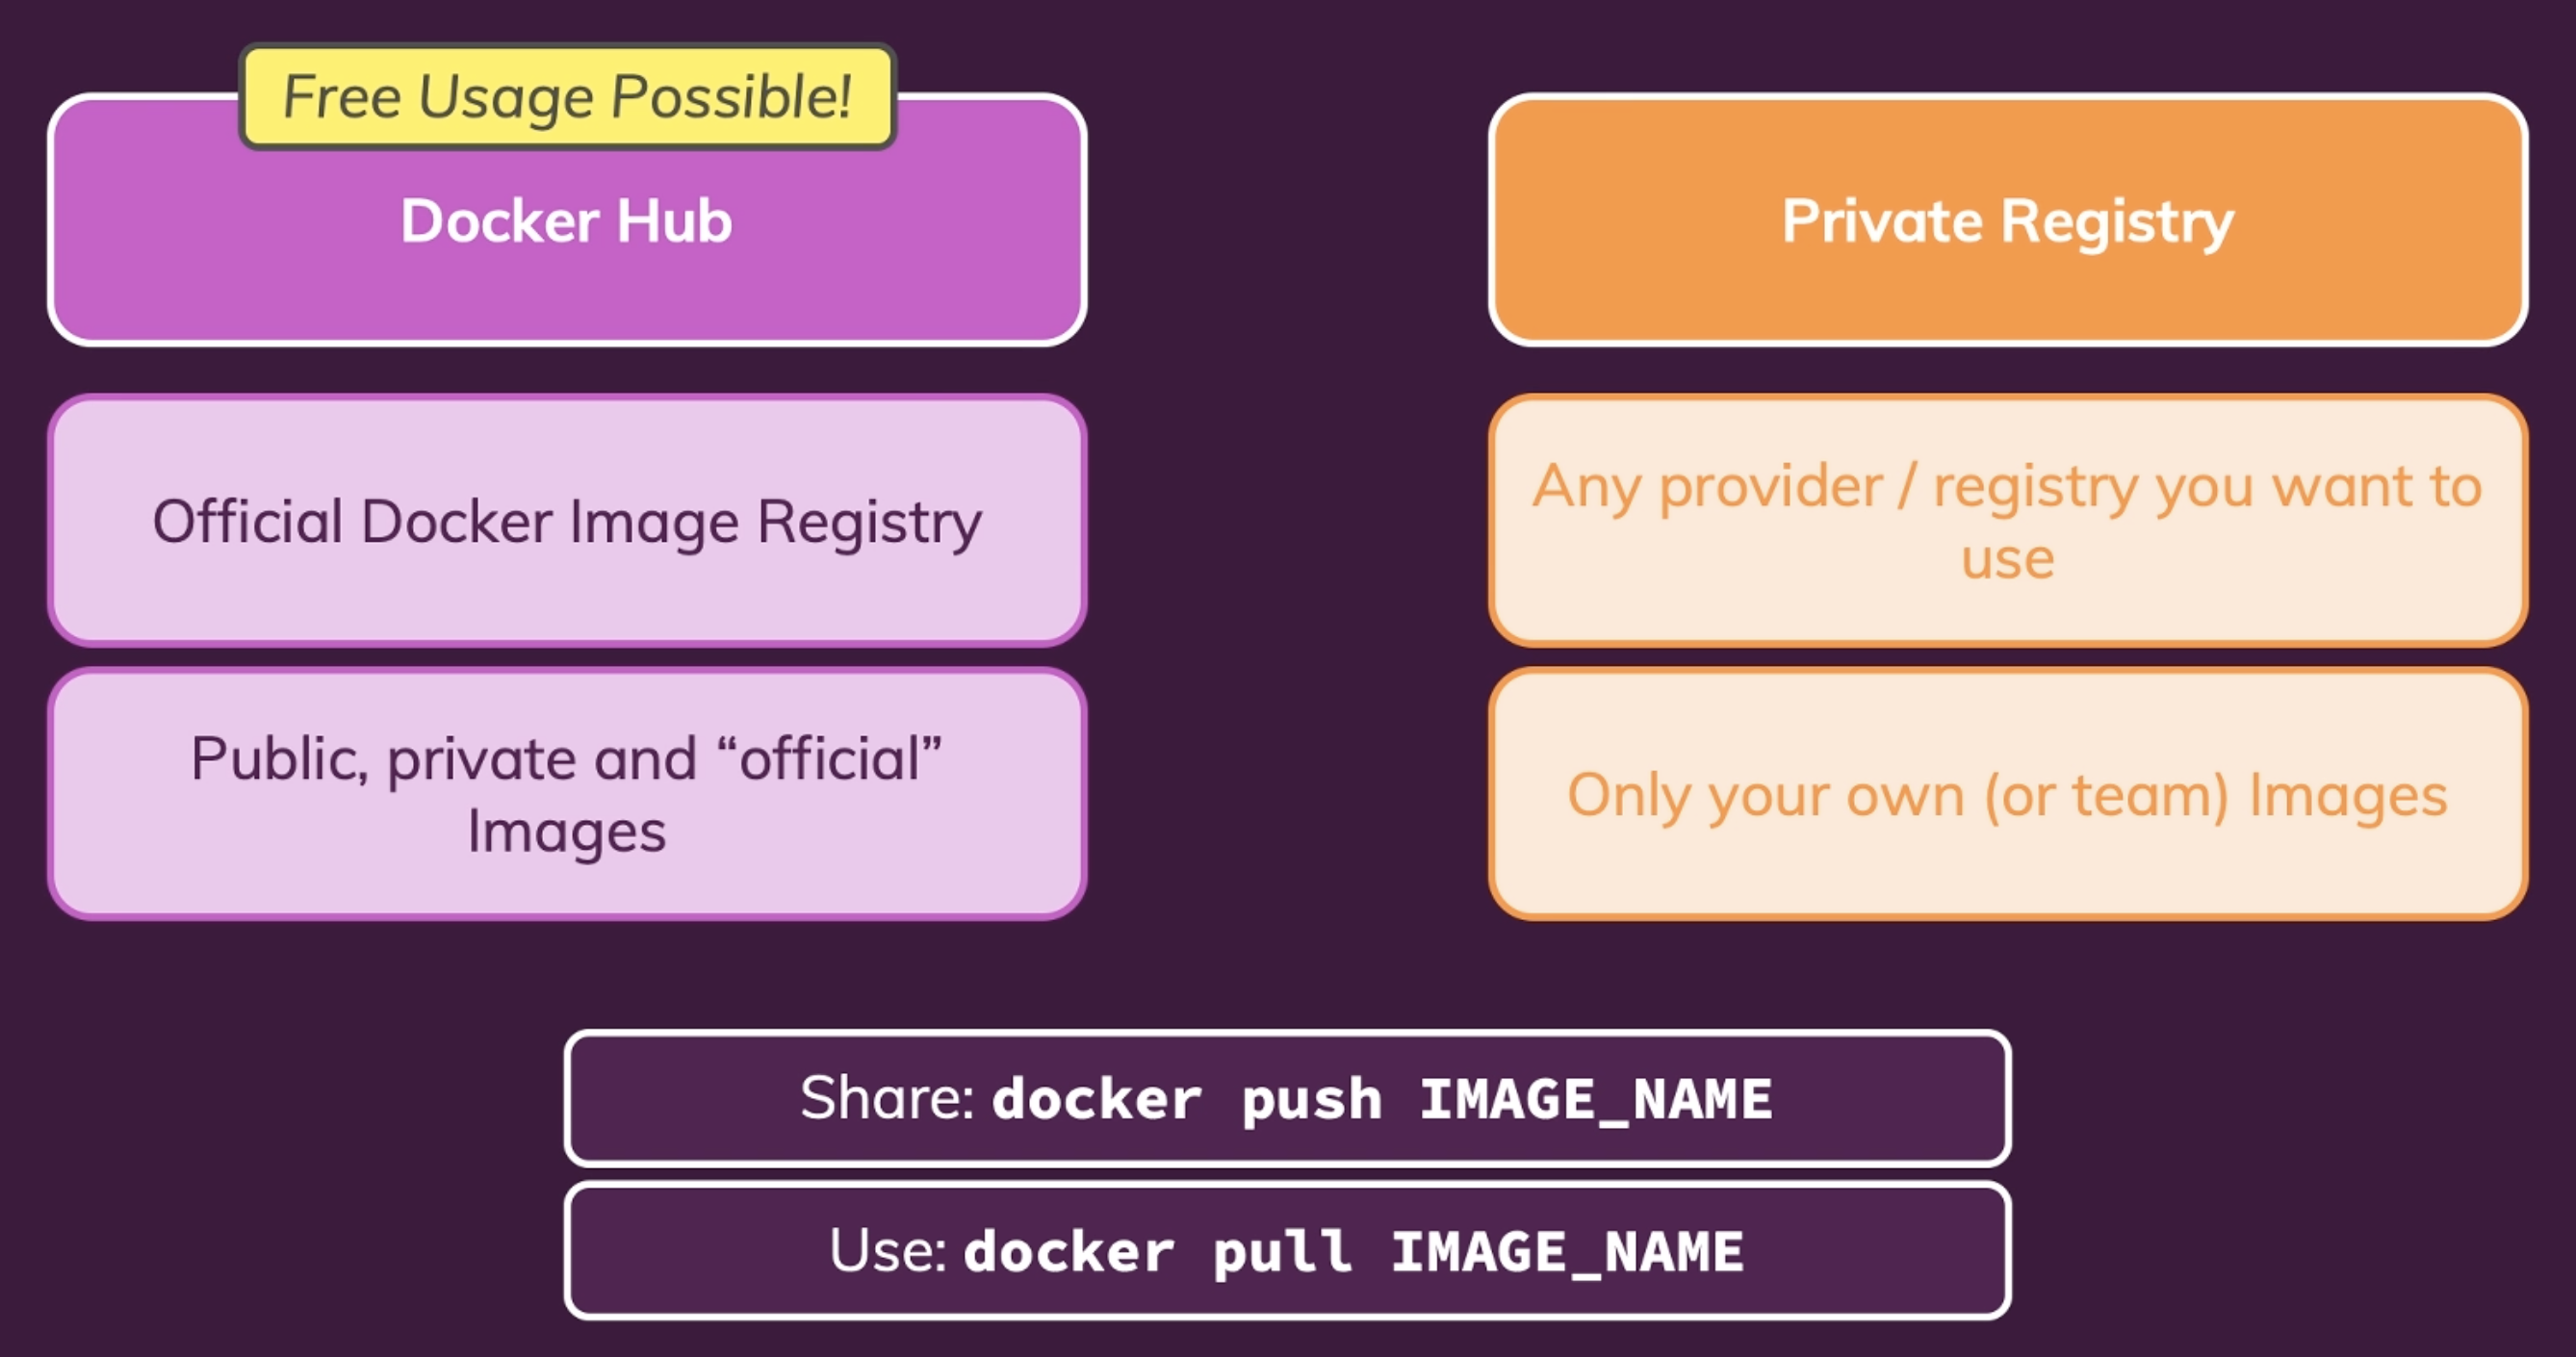 Free Usage Possible!
Docker Hub
Official Docker Image Registry
Public, private and “official”
Images
Private Registry
Any provider / registry you want to
use
Only your own (or team) Images
Share: docker push IMAGE_NAME
Use: docker pull IMAGE_NAME